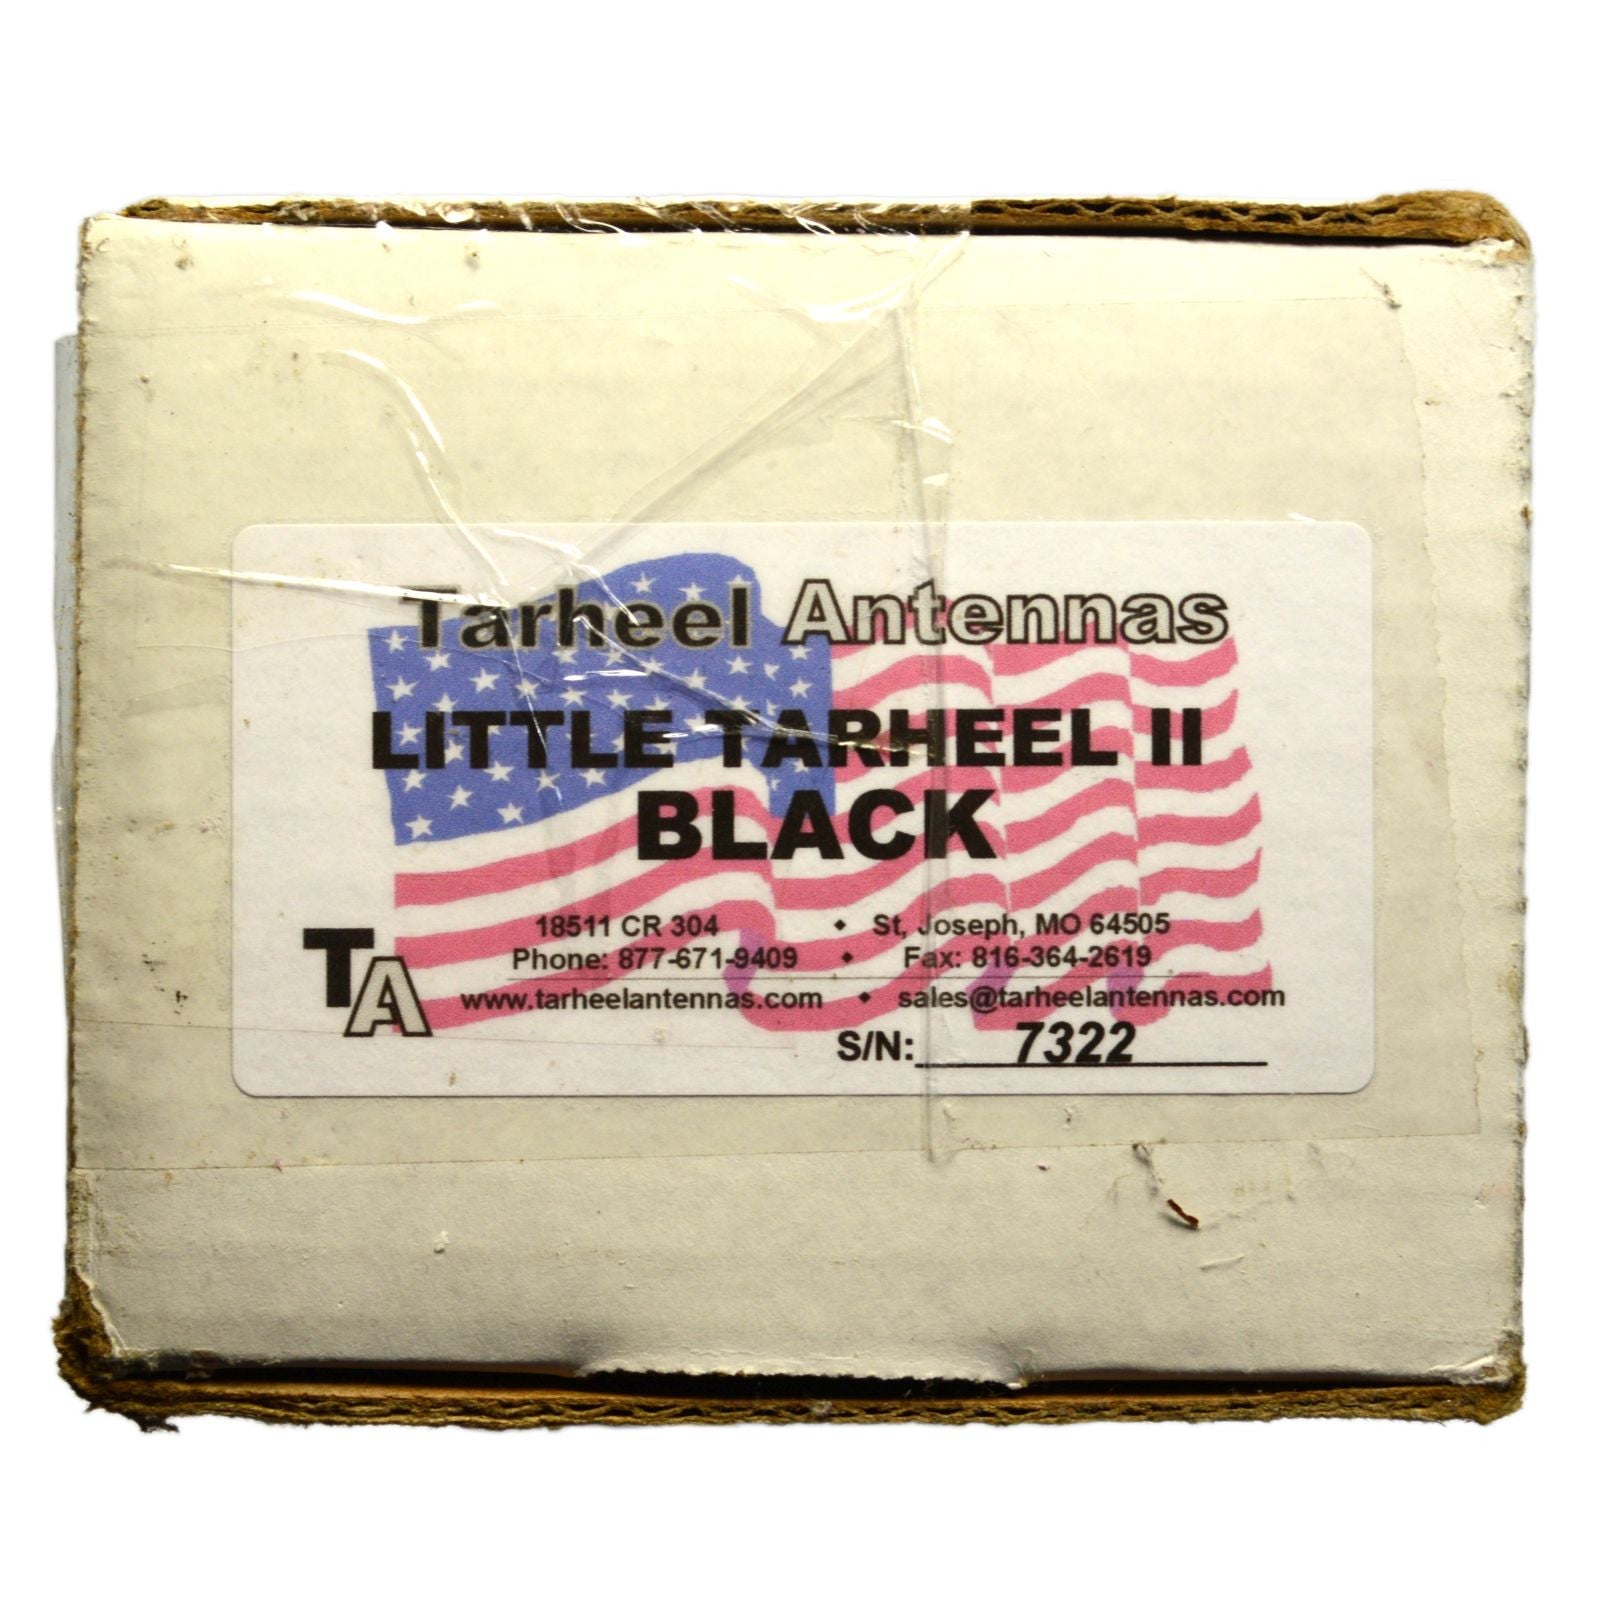 Tarheel Antennas
LITTLE TARHEEL II
BLACK
18511 CR 304 ♦ St, Joseph, MO 64505
Phone: 877-671-9409 ♦ Fax: 816-364-2619
TA www.tarheelantennas.com ♦ sales@tarheelantennas.com
S/N: 7322